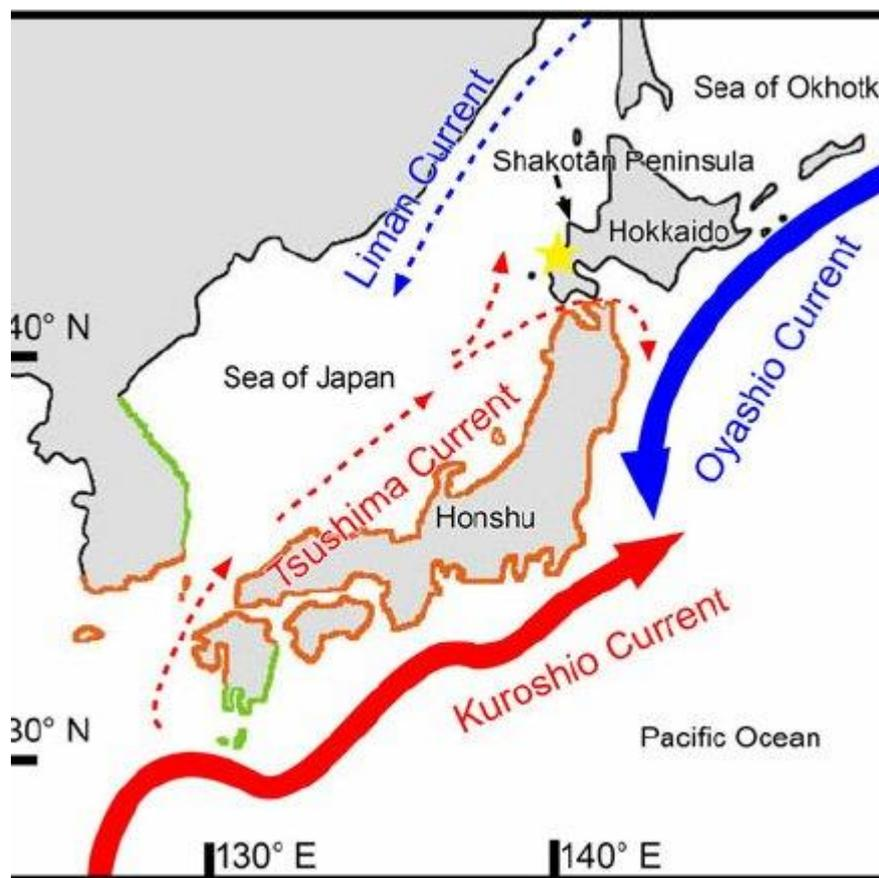 Liman Current
Sea of Okhotk
Shakotan Peninsula
Hokkaido
40° N
Sea of Japan
Oyashio Current
Tsushima Current
Honshu
Kuroshio Current
30° N
Pacific Ocean
130° E
140° E